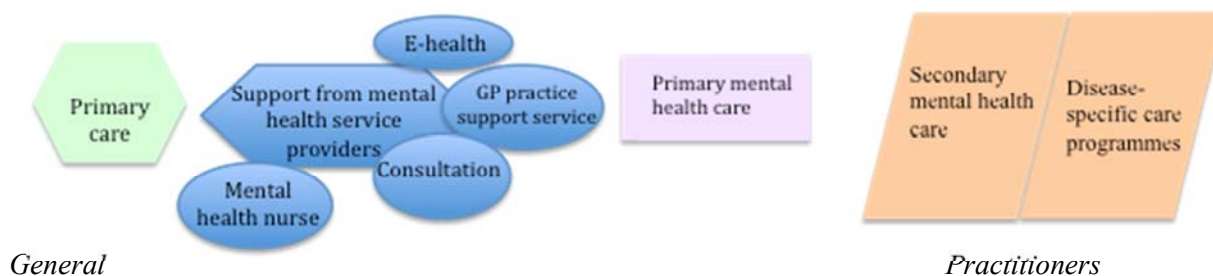 Primary
care
Support from mental
health service
providers
E-health
GP practice
support service
Consultation
Mental
health nurse
Primary mental
health care
Secondary
mental health
care
Disease-
specific care
programmes
General
Practitioners